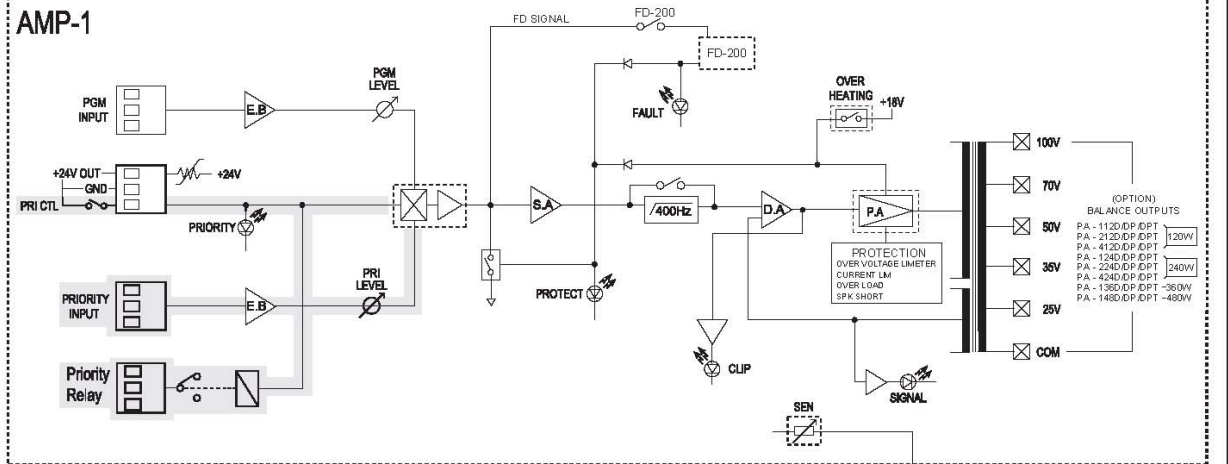 AMP-1
FD SIGNAL
FD-200
FD-200
PGM
INPUT
E.B
PGM
LEVEL
FAULT
OVER
HEATING
+18V
+24V OUT
+24V
GND
PRI CTL
PRIORITY
S.A
/400Hz
D.A
P.A
PROTECTION
OVER VOLTAGE LIMETER
CURRENT LIM
OVER LOAD
SPK SHORT
PRIORITY
INPUT
E.B
PRI
LEVEL
PROTECT
CLIP
SIGNAL
Priority
Relay
SEN
100V
70V
50V
35V
25V
COM
(OPTION)
BALANCE OUTPUTS
PA - 112D/DP/DPT
PA - 212D/DP/DPT
PA - 412D/DP/DPT
120W
PA - 124D/DP/DPT
PA - 224D/DP/DPT
PA - 424D/DP/DPT
240W
PA - 136D/DP/DPT -360W
PA - 148D/DP/DPT -480W